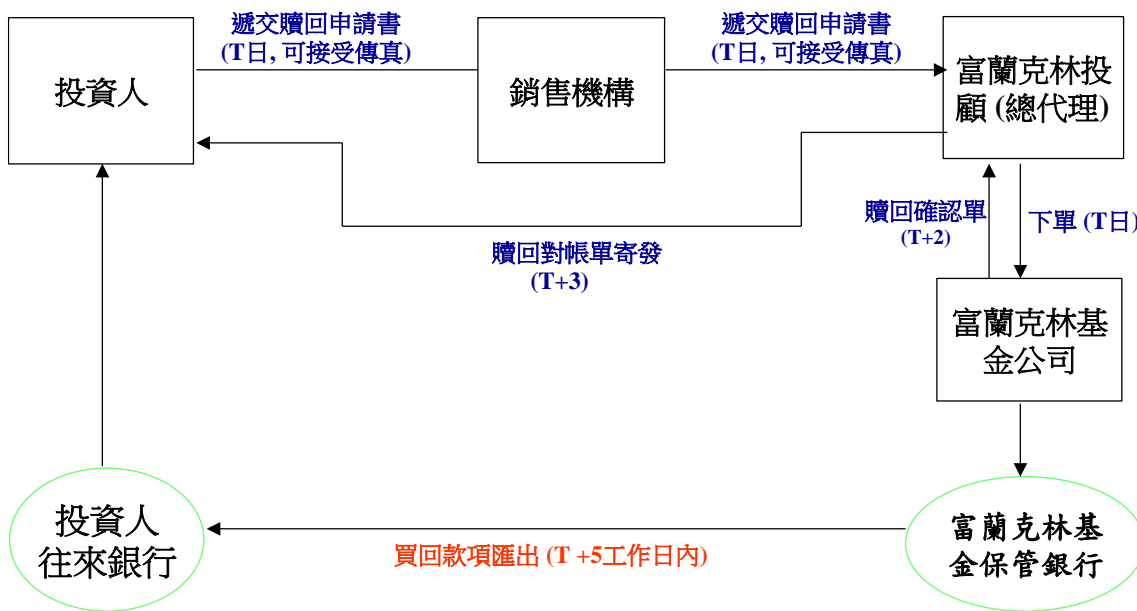 遞交贖回申請書
(T日, 可接受傳真)
遞交贖回申請書
(T日, 可接受傳真)
投資人
銷售機構
富蘭克林投
顧 (總代理)
贖回確認單
(T+2)
下單 (T日)
贖回對帳單寄發
(T+3)
富蘭克林基
金公司
投資人
往來銀行
買回款項匯出 (T +5工作日內)
富蘭克林基
金保管銀行